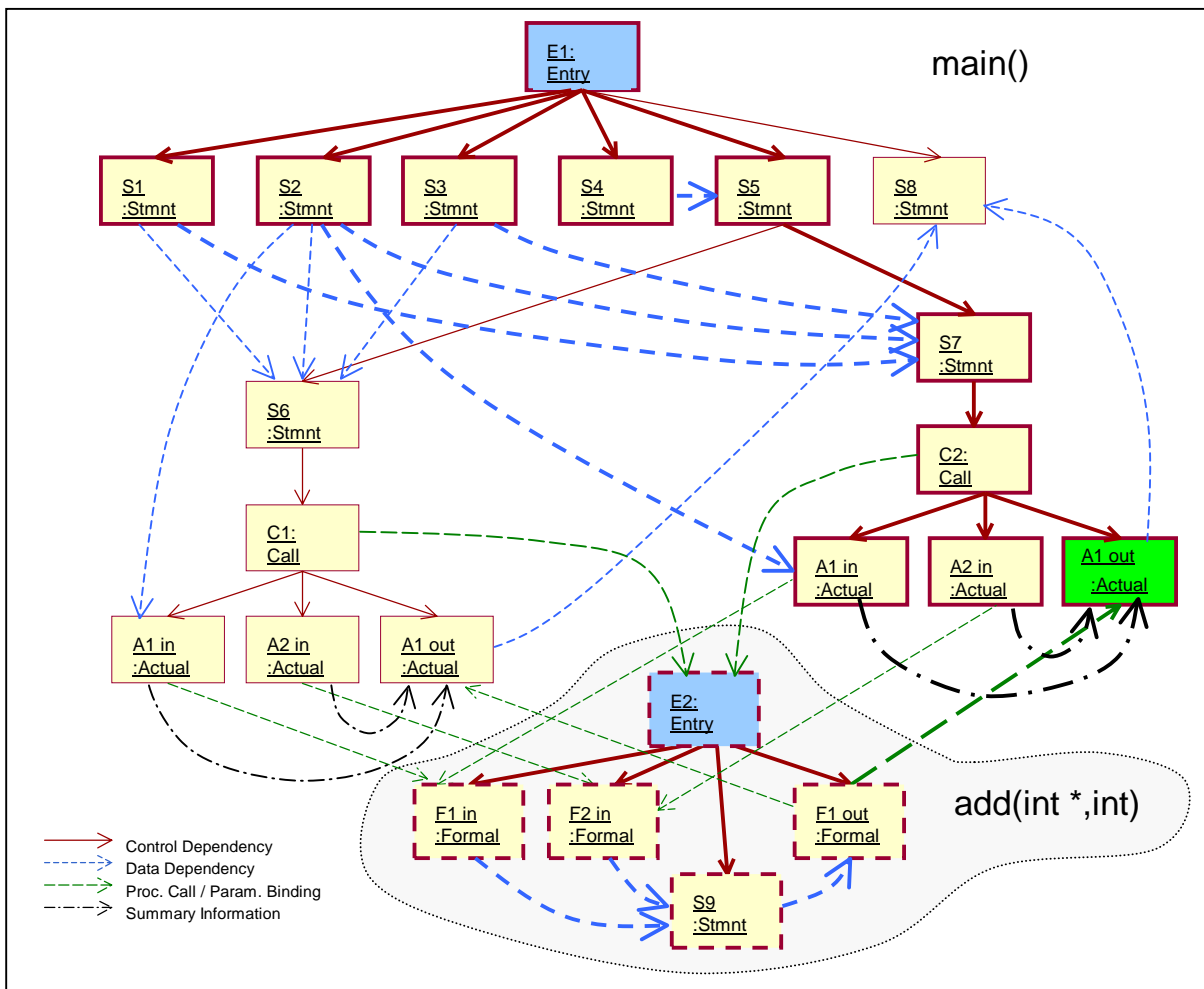 E1:
Entry
main()
S1
:Stmnt
S2
:Stmnt
S3
:Stmnt
S4
:Stmnt
S5
:Stmnt
S8
:Stmnt
S7
:Stmnt
S6
:Stmnt
C2:
Call
C1:
Call
A1 in
:Actual
A2 in
:Actual
A1 out
:Actual
A1 in
:Actual
A2 in
:Actual
A1 out
:Actual
E2:
Entry
F1 in
:Formal
F2 in
:Formal
F1 out
:Formal
add(int *,int)
S9
:Stmnt
Control Dependency
Data Dependency
Proc. Call / Param. Binding
Summary Information